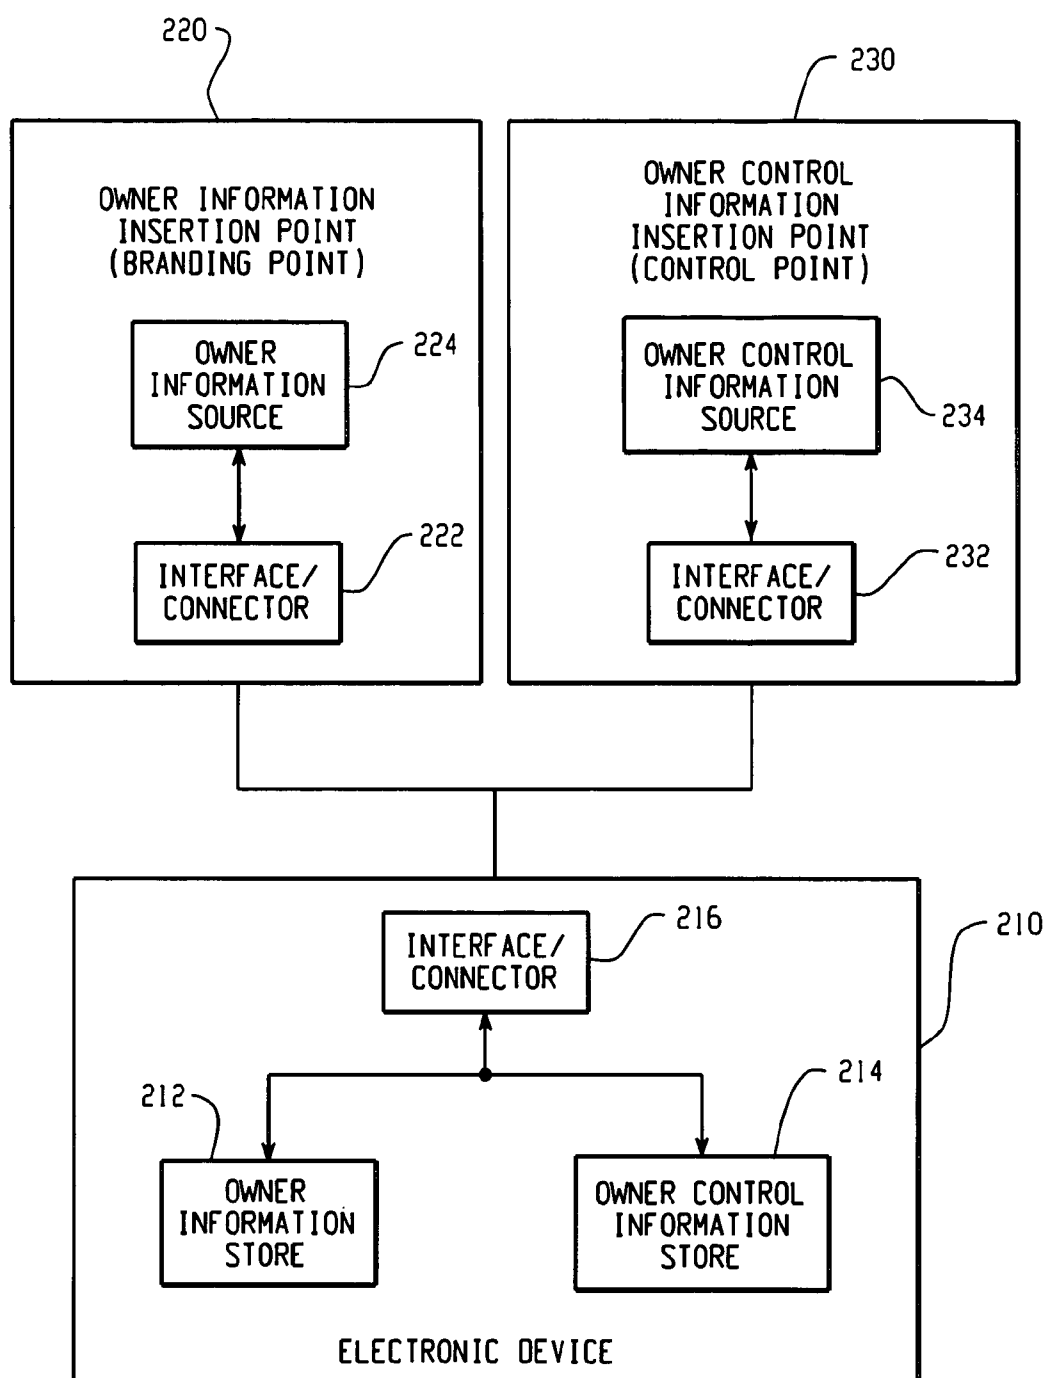 220
230
OWNER INFORMATION
INSERTION POINT
(BRANDING POINT)
OWNER CONTROL
INFORMATION
INSERTION POINT
(CONTROL POINT)
OWNER
INFORMATION
SOURCE
224
OWNER CONTROL
INFORMATION
SOURCE
234
INTERFACE/
CONNECTOR
222
INTERFACE/
CONNECTOR
232
INTERFACE/
CONNECTOR
216
210
212
OWNER
INFORMATION
STORE
214
OWNER CONTROL
INFORMATION
STORE
ELECTRONIC DEVICE